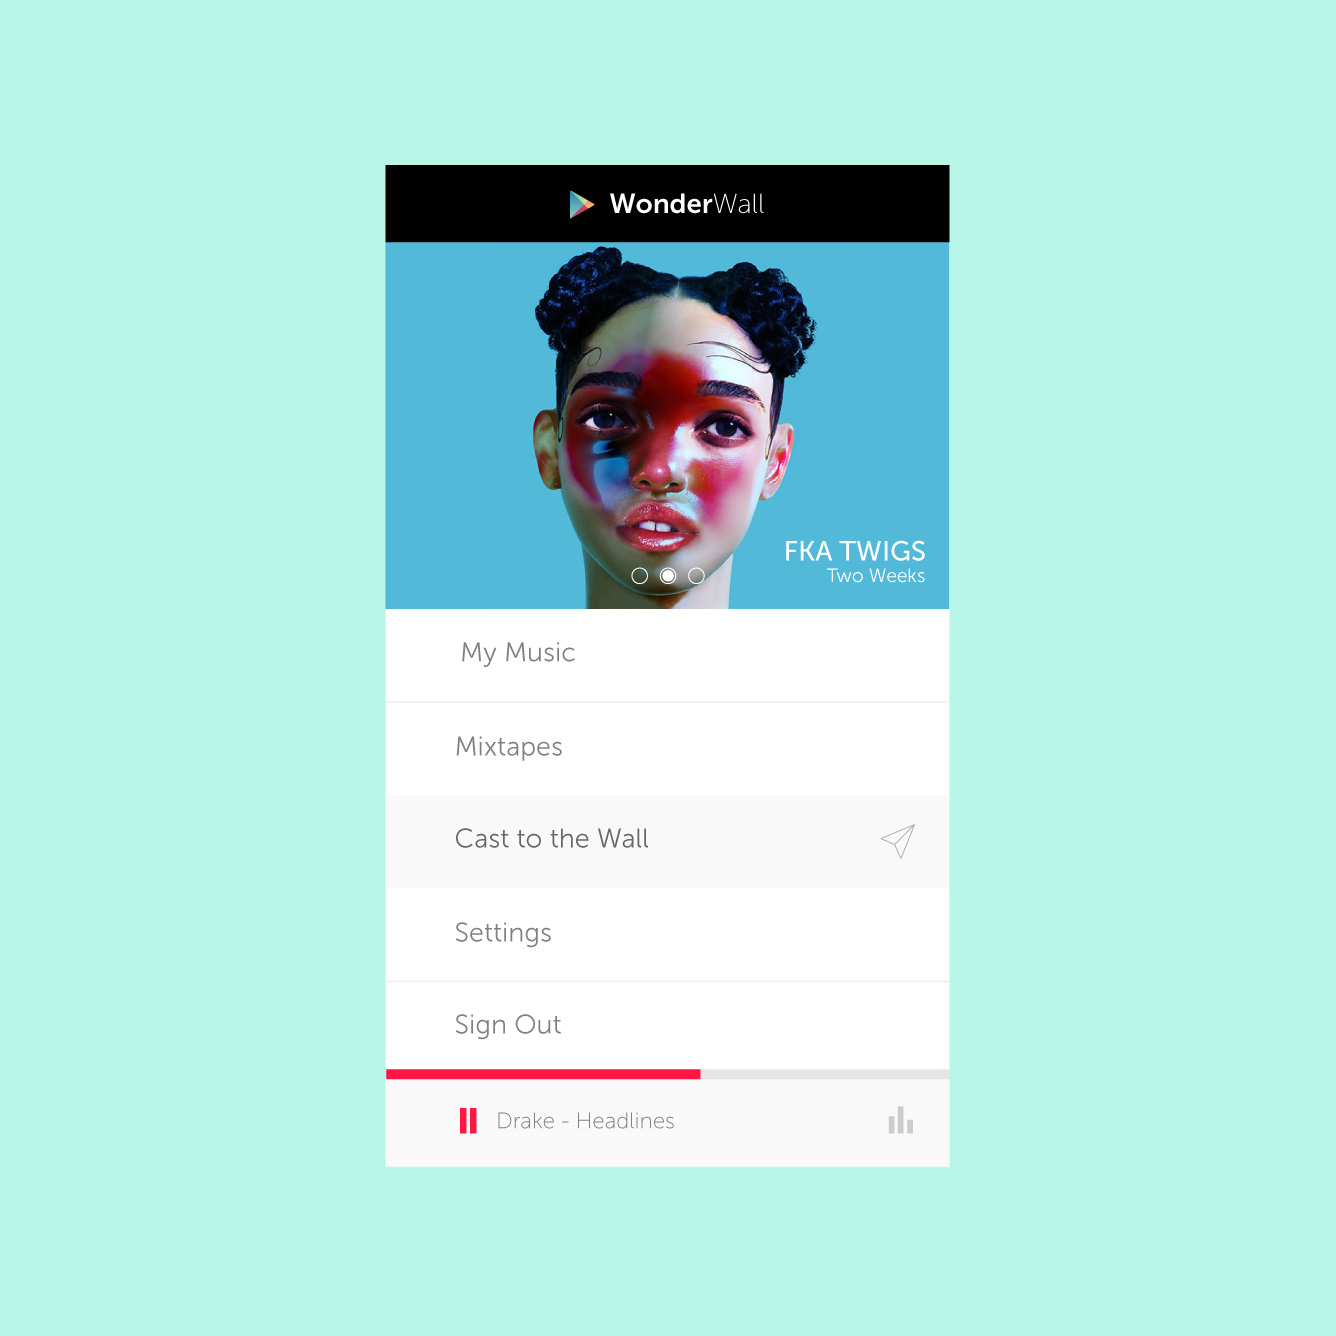 WonderWall
FKA TWIGS
Two Weeks
My Music
Mixtapes
Cast to the Wall
Settings
Sign Out
Drake - Headlines